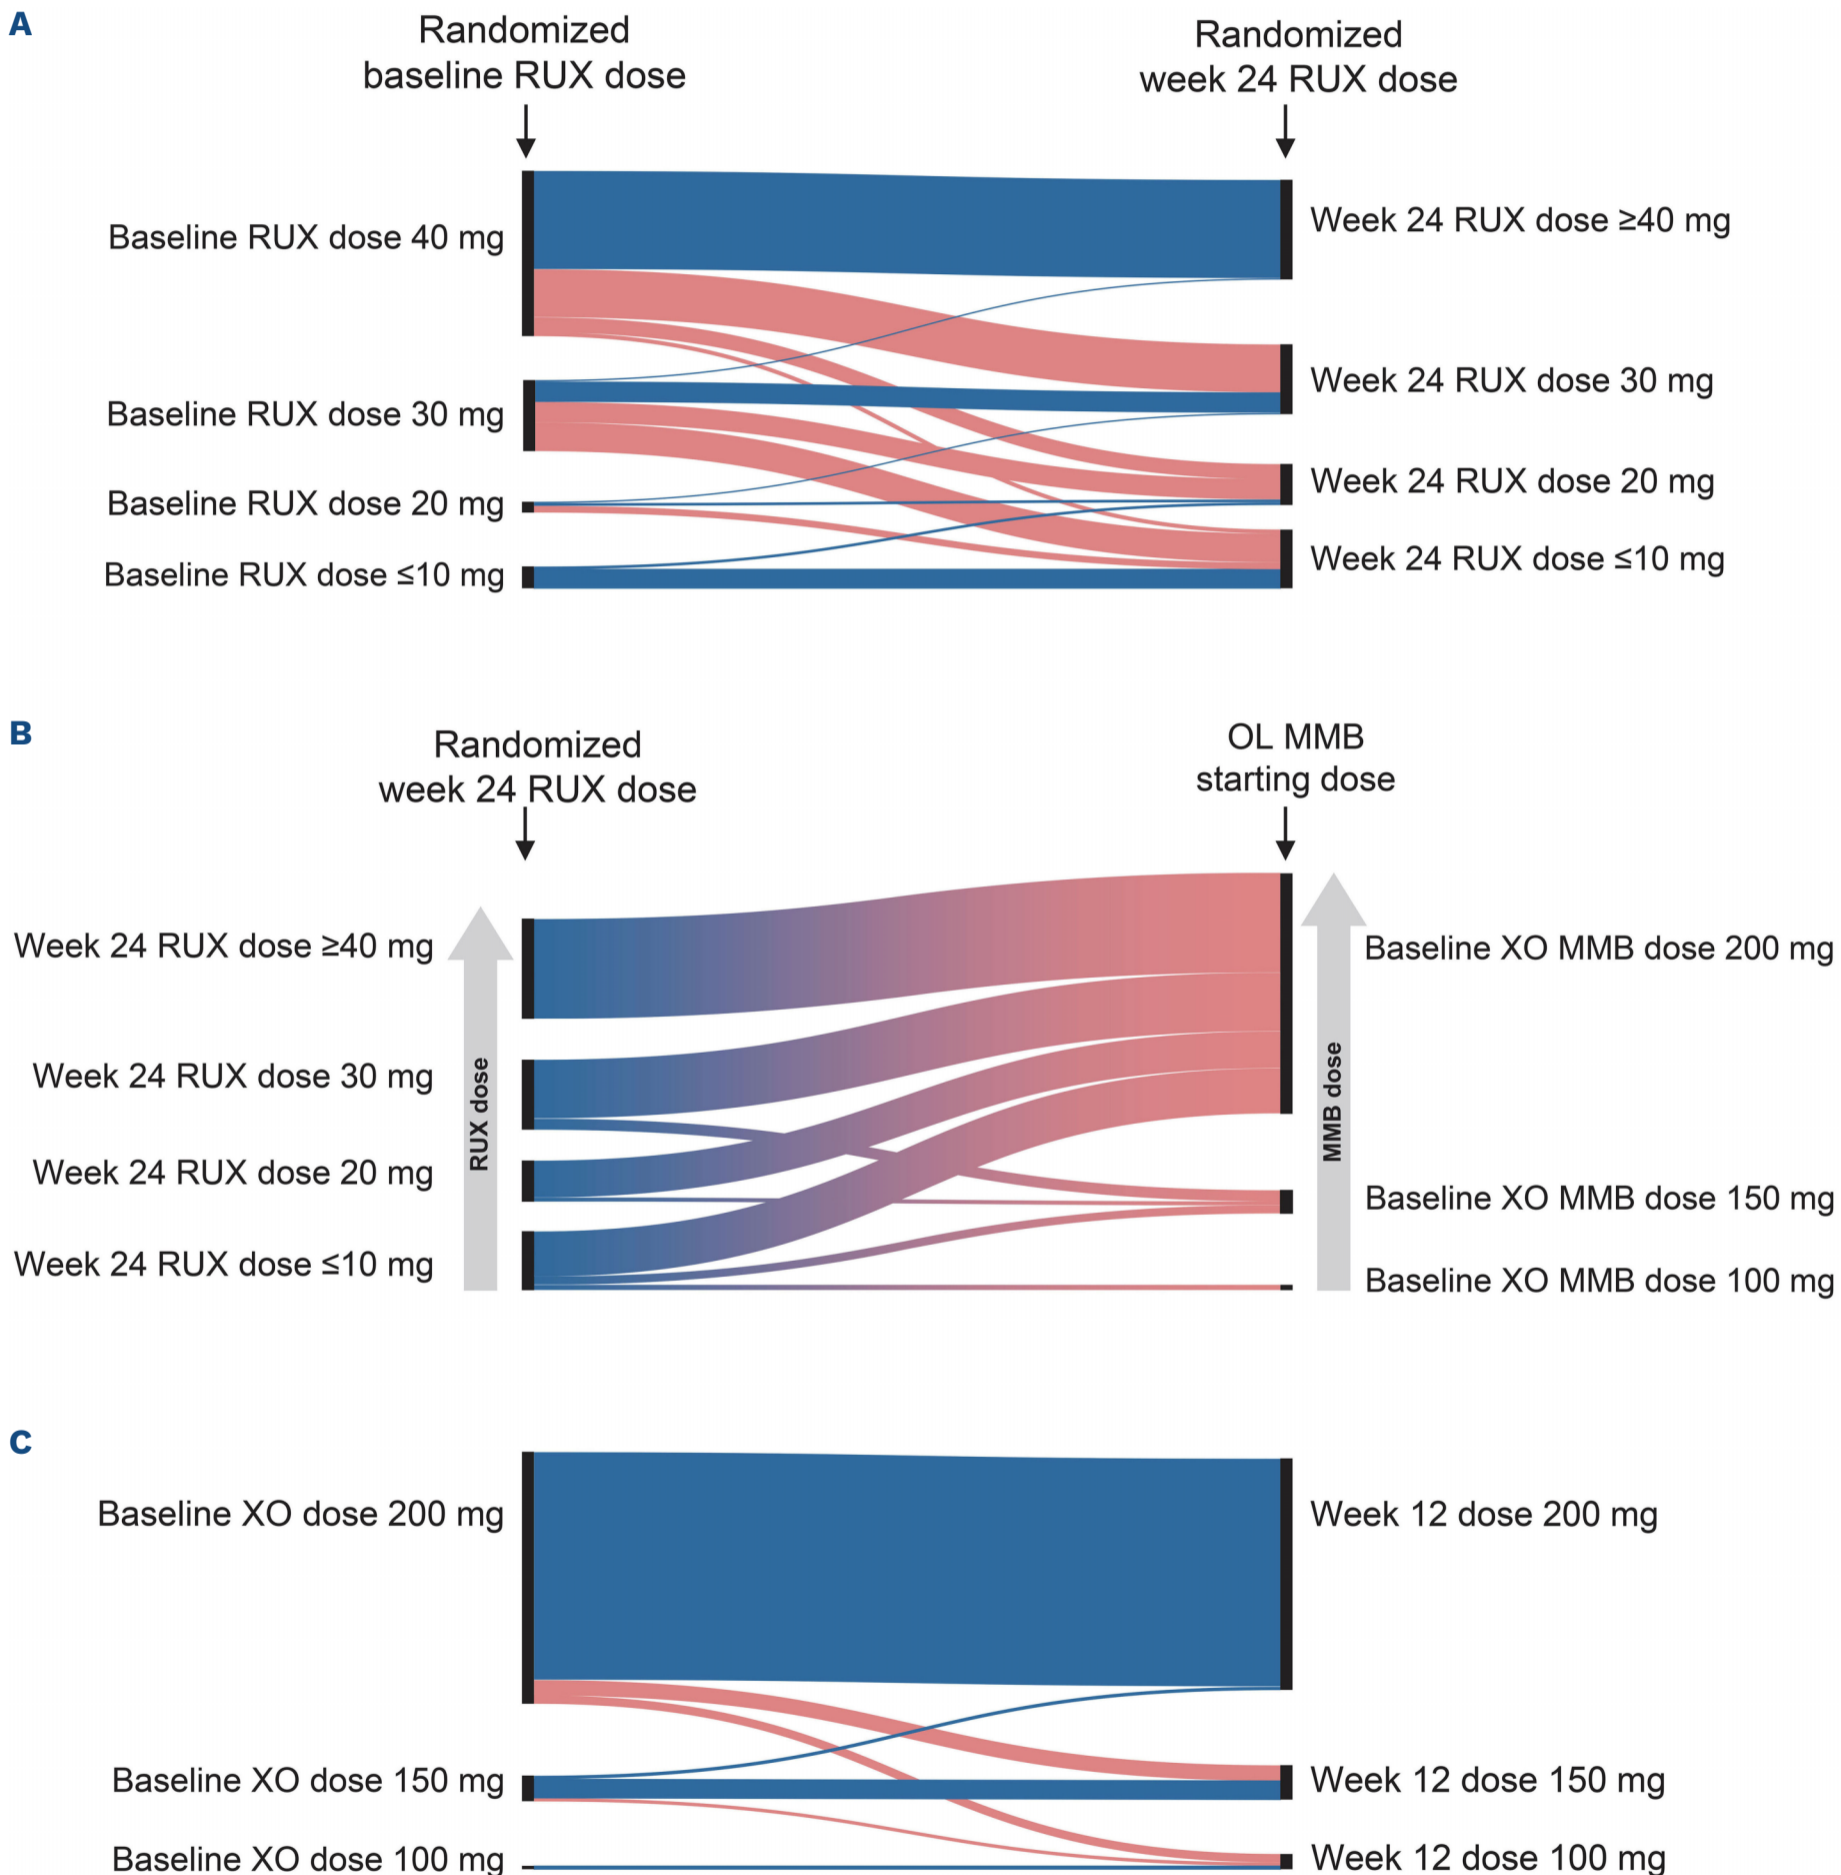 A
Randomized
baseline RUX dose
Randomized
week 24 RUX dose
Baseline RUX dose 40 mg
Baseline RUX dose 30 mg
Baseline RUX dose 20 mg
Baseline RUX dose ≤10 mg
Week 24 RUX dose ≥40 mg
Week 24 RUX dose 30 mg
Week 24 RUX dose 20 mg
Week 24 RUX dose ≤10 mg
B
Randomized
week 24 RUX dose
OL MMB
starting dose
Week 24 RUX dose ≥40 mg
Week 24 RUX dose 30 mg
Week 24 RUX dose 20 mg
Week 24 RUX dose ≤10 mg
RUX dose
MMB dose
Baseline XO MMB dose 200 mg
Baseline XO MMB dose 150 mg
Baseline XO MMB dose 100 mg
C
Baseline XO dose 200 mg
Baseline XO dose 150 mg
Baseline XO dose 100 mg
Week 12 dose 200 mg
Week 12 dose 150 mg
Week 12 dose 100 mg